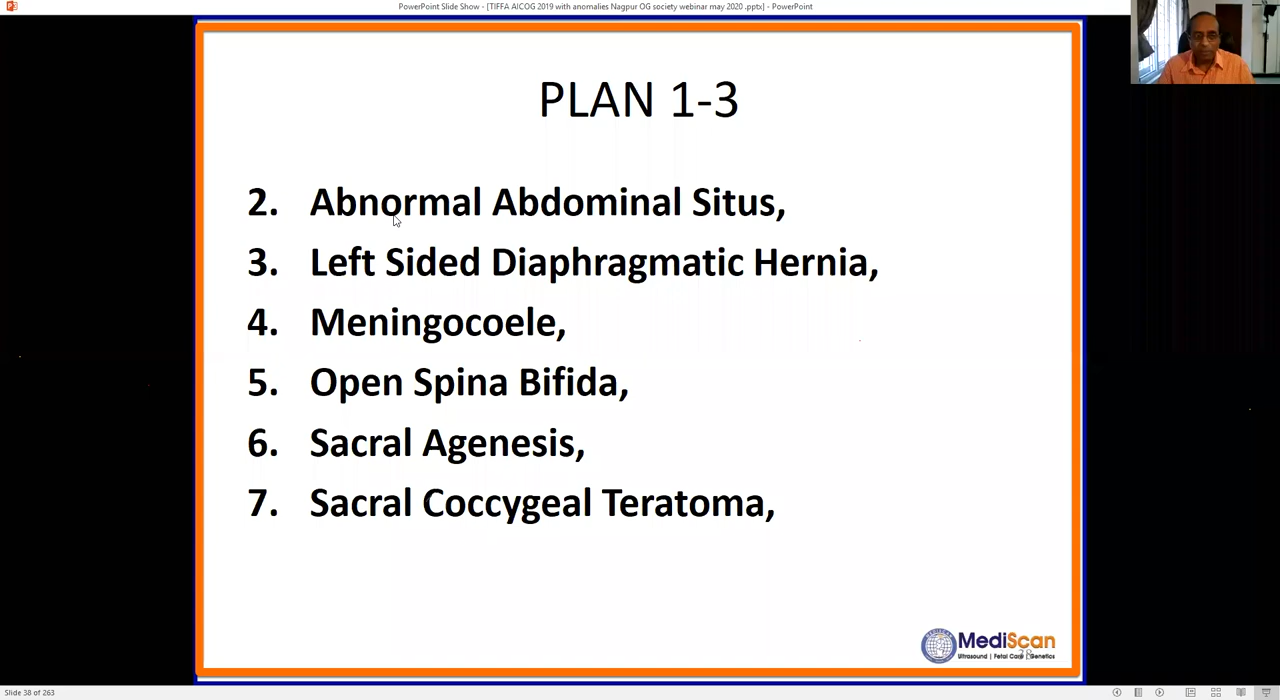 PowerPoint Slide Show - [TIFFA AICOG 2019 with anomalies Nagpur OG society webinar may 2020 .pptx] - PowerPoint
PLAN 1-3
2. Abnormal Abdominal Situs,
3. Left Sided Diaphragmatic Hernia,
4. Meningocoele,
5. Open Spina Bifida,
6. Sacral Agenesis,
7. Sacral Coccygeal Teratoma,
MediScan
Ultrasound | Fetal Care | Genetics
38
Slide 38 of 263